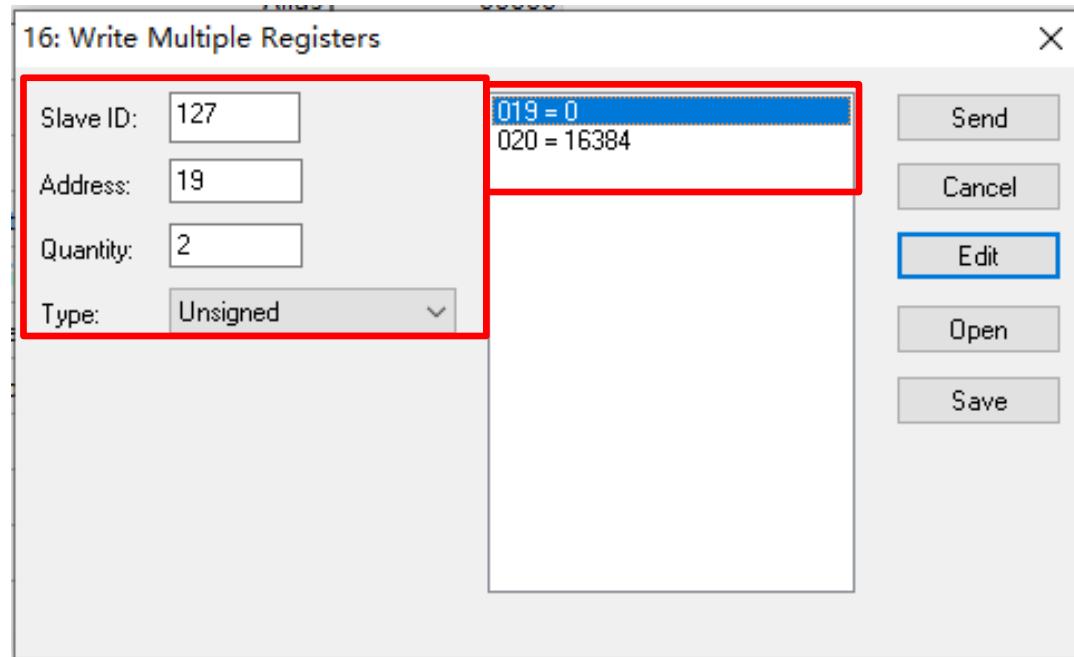 16: Write Multiple Registers
Slave ID: 127
Address: 19
Quantity: 2
Type: Unsigned
019 = 0
020 = 16384
Send
Cancel
Edit
Open
Save